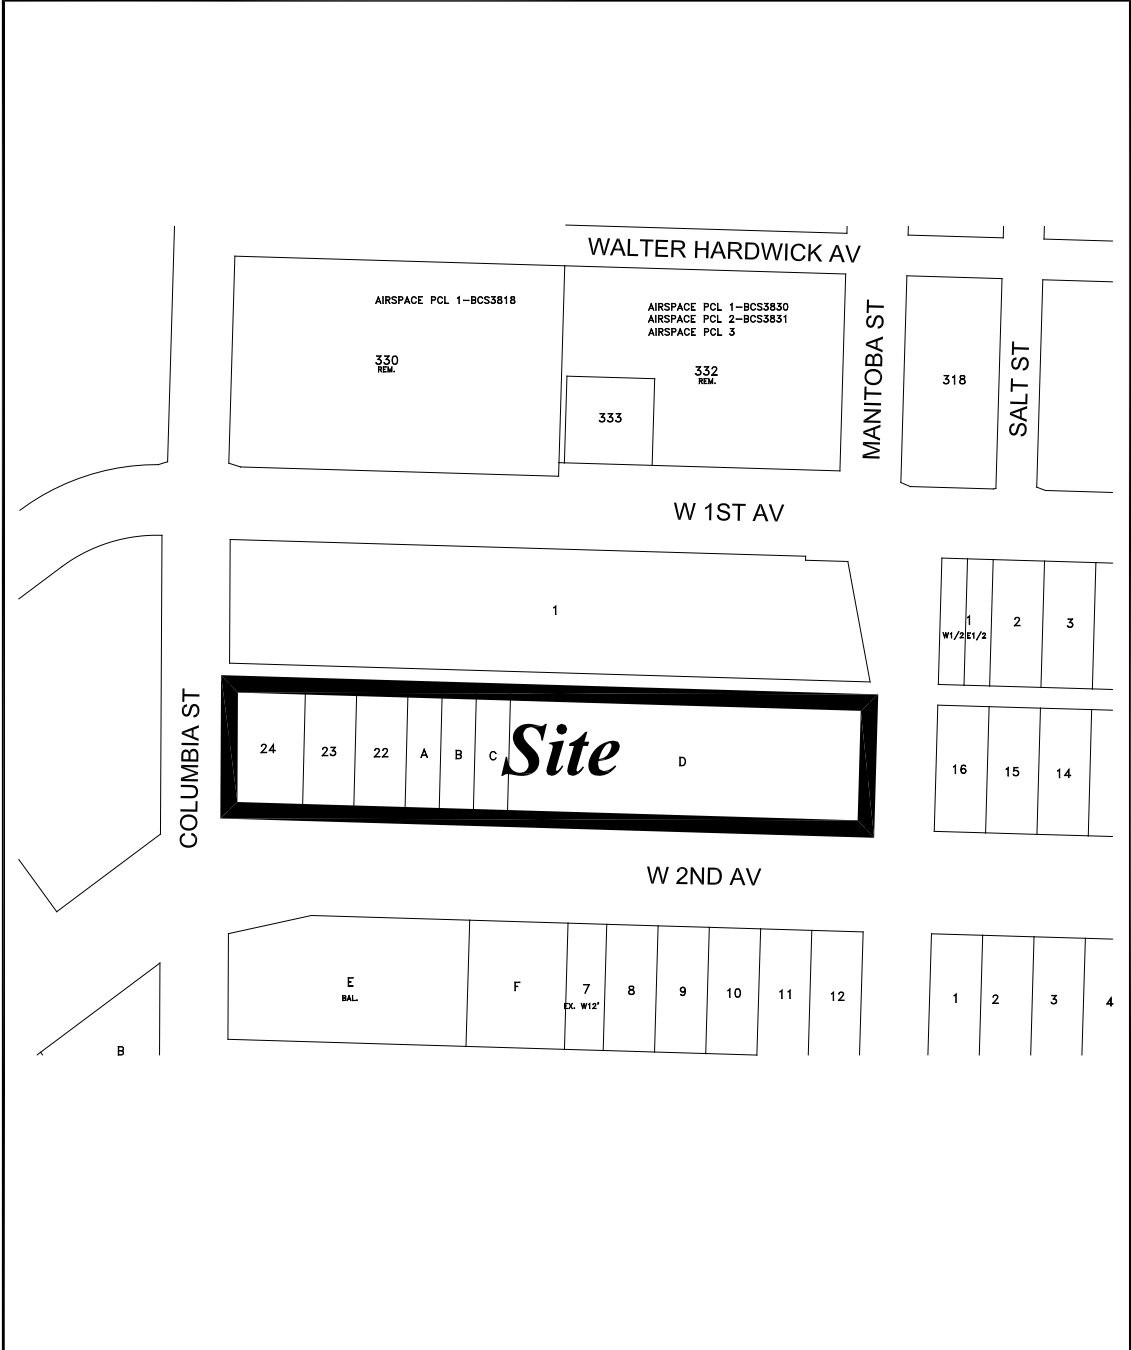 WALTER HARDWICK AV
AIRSPACE PCL 1-BCS3818
AIRSPACE PCL 1-BCS3830
AIRSPACE PCL 2-BCS3831
AIRSPACE PCL 3
330
REM.
332
REM.
333
318
MANITOBA ST
SALT ST
W 1ST AV
1
1
W1/2 E1/2
2
3
COLUMBIA ST
24
23
22
A
B
C
Site
D
16
15
14
W 2ND AV
E
BAL.
F
7
EX. W12'
8
9
10
11
12
1
2
3
4
B